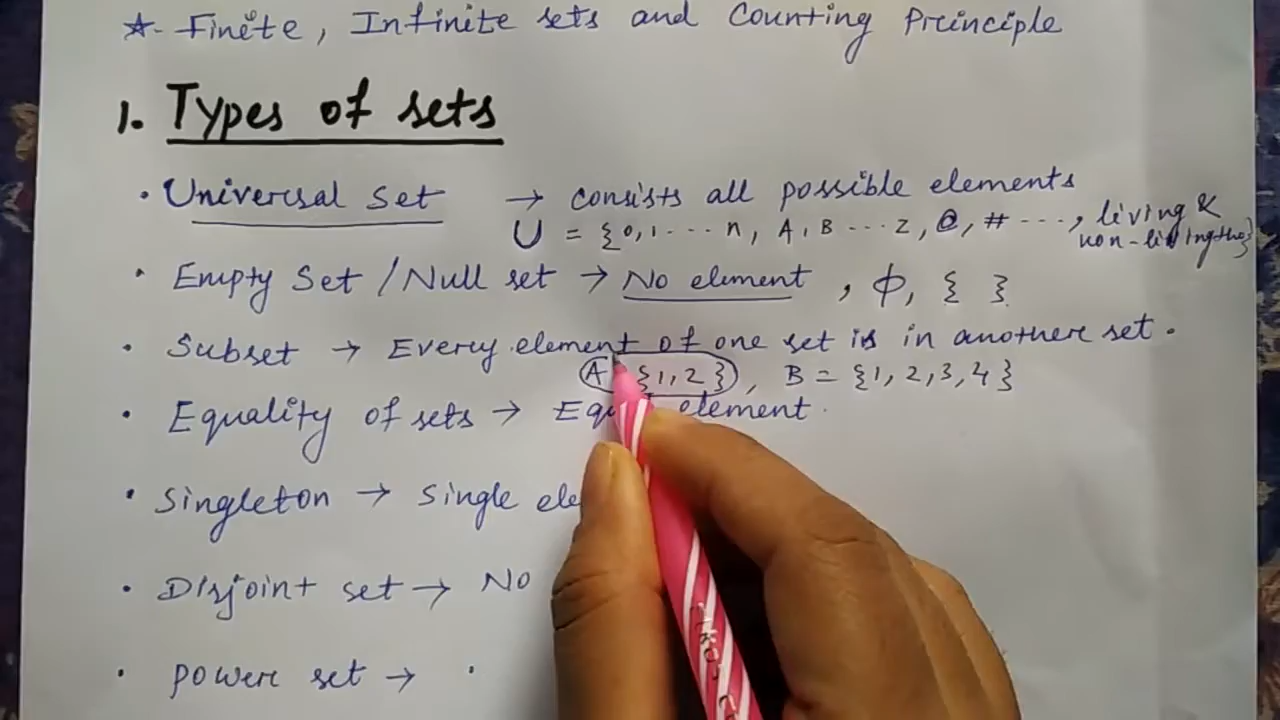 * Finite, Infinite sets and Counting Principle
1. Types of sets
• Universal set → consists all possible elements
U = {0, 1 ... n, A, B ... Z, @, # ..., living &
non-living
• Empty Set / Null set → No element, ϕ, { }
• Subset → Every element of one set is in another set.
A {1, 2}, B = {1, 2, 3, 4}
• Equality of sets → element
• Singleton → Single
• Disjoint set → No
• power set → .